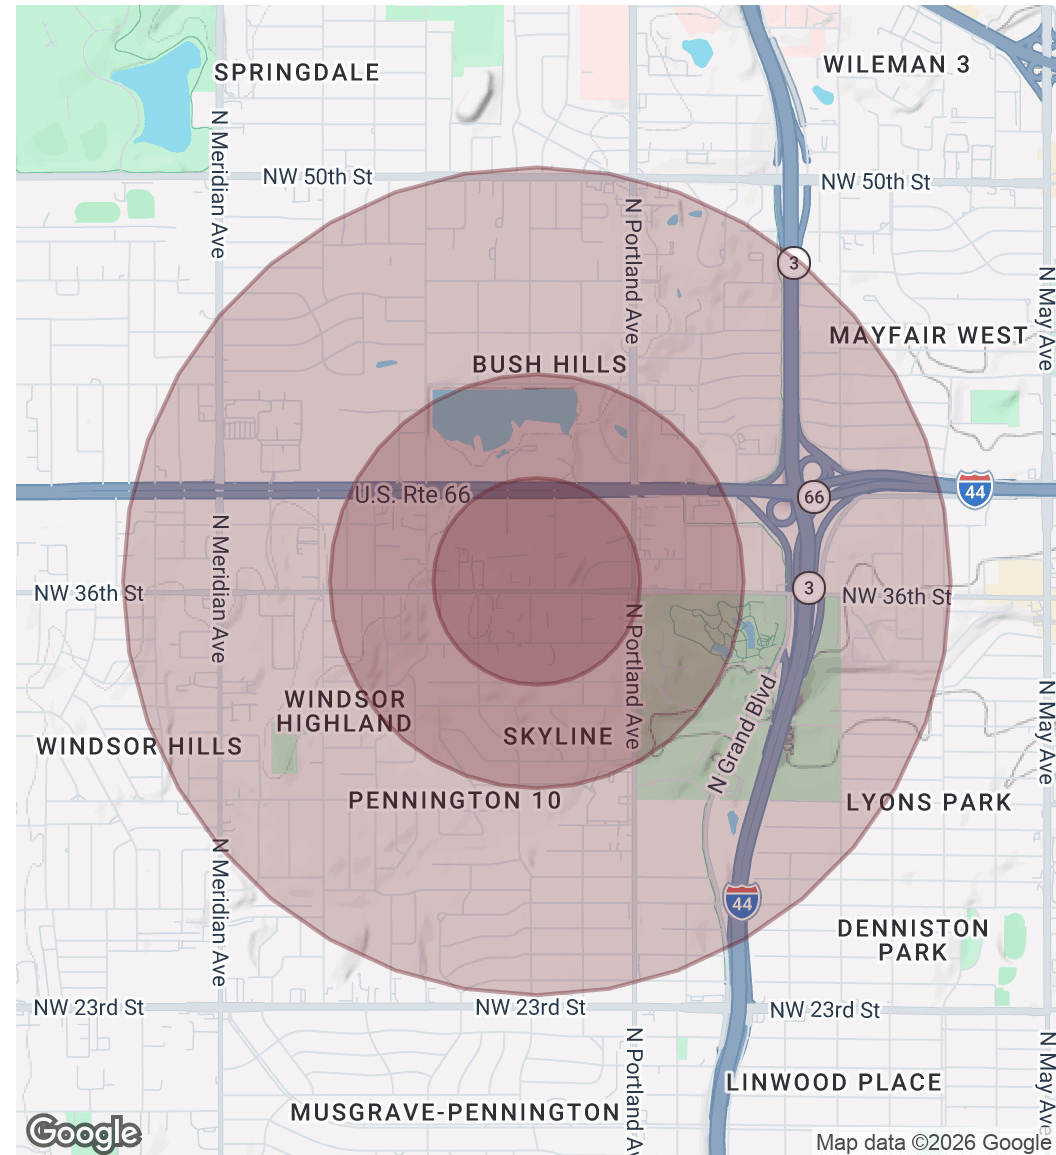 SPRINGDALE
WILEMAN 3
N Meridian Ave
NW 50th St
NW 50th St
N Portland Ave
3
N May Ave
MAYFAIR WEST
BUSH HILLS
U.S. Rte 66
66
44
N Meridian Ave
NW 36th St
3
NW 36th St
N Portland Ave
WINDSOR
HIGHLAND
N Grand Blvd
N May Ave
SKYLINE
WINDSOR HILLS
PENNINGTON 10
LYONS PARK
N Meridian Ave
44
DENNISTON
PARK
NW 23rd St
NW 23rd St
NW 23rd St
N Portland Av
N May Ave
LINWOOD PLACE
MUSGRAVE-PENNINGTON
Google
Map data ©2026 Google